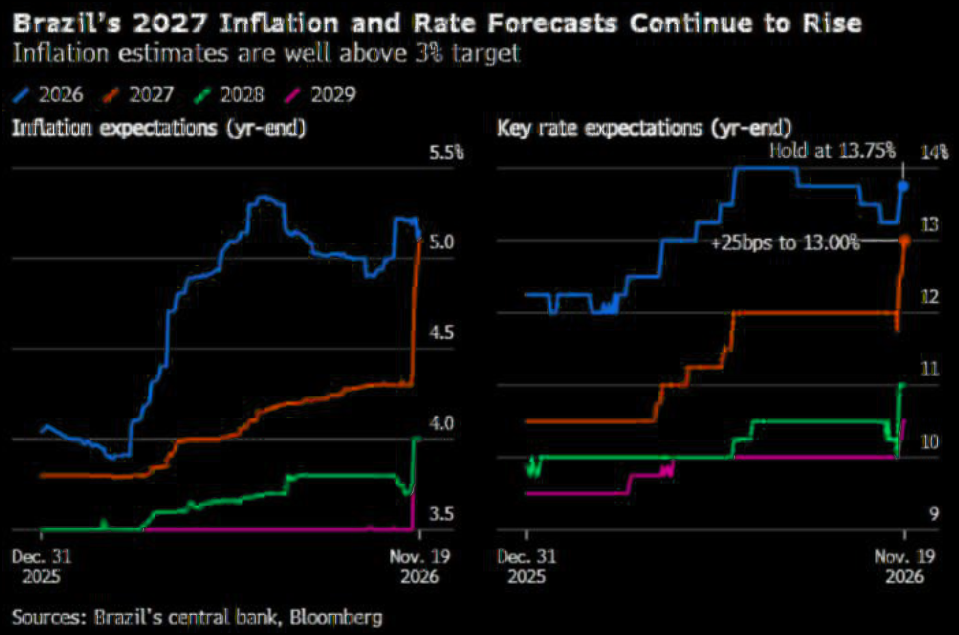 Brazil's 2027 Inflation and Rate Forecasts Continue to Rise
Inflation estimates are well above 3% target
2026 2027 2028 2029
Inflation expectations (yr-end)
5.5%
5.0
4.5
4.0
3.5
Dec. 31
2025
Nov. 19
2026
Key rate expectations (yr-end)
Hold at 13.75%
14%
13
+25bps to 13.00%
12
11
10
9
Dec. 31
2025
Nov. 19
2026
Sources: Brazil's central bank, Bloomberg